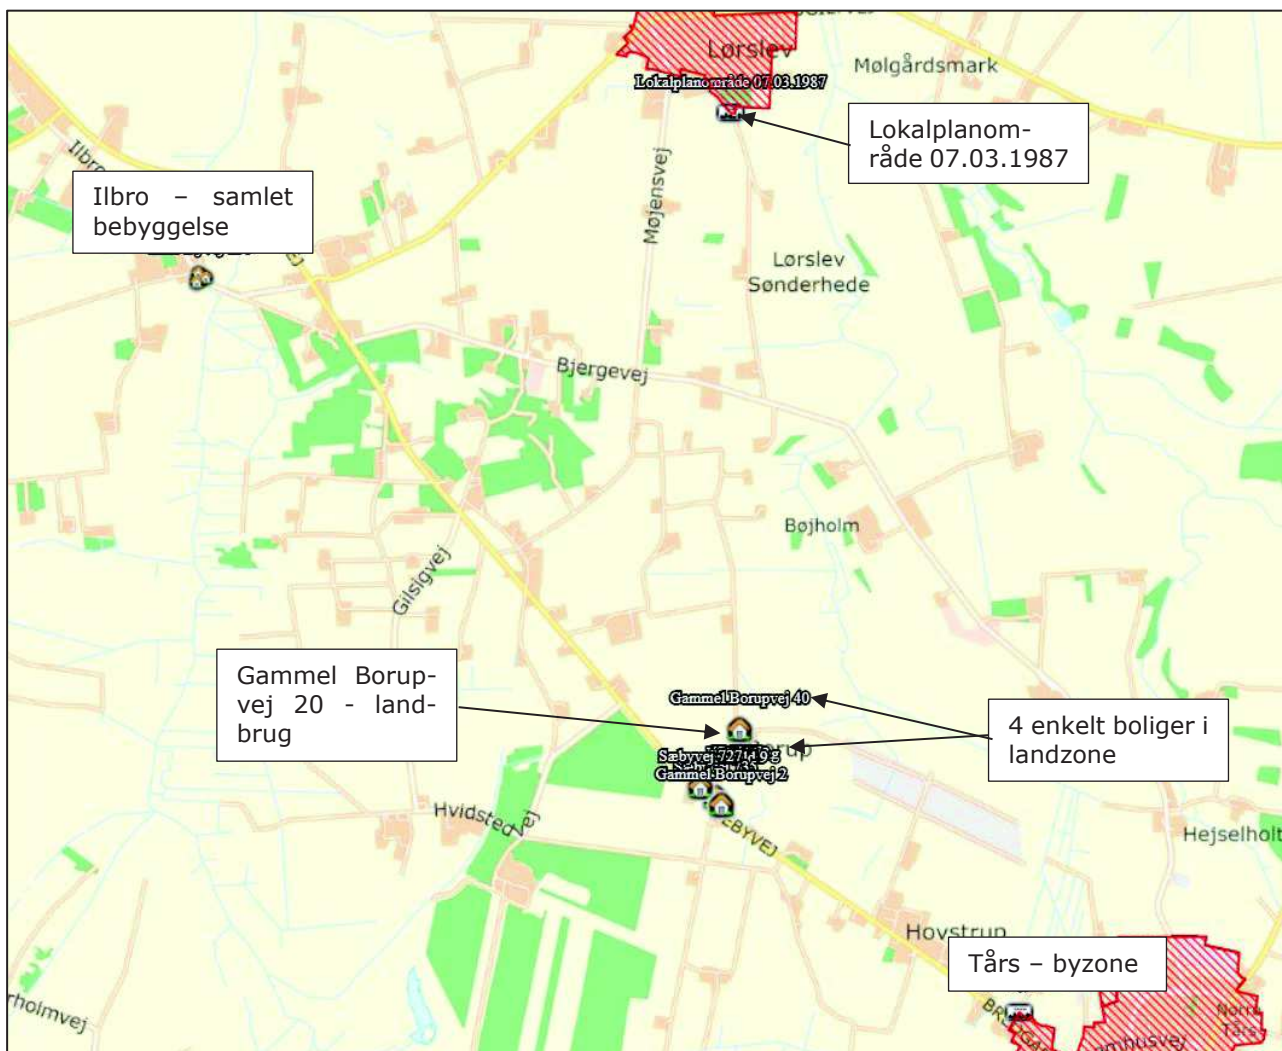 Lørslev
Mølgårdsmark
Lokalplanområde 07.03.1987
Lokalplanom-
råde 07.03.1987
Ilbro
Ilbro – samlet
bebyggelse
Møjensvej
Lørslev
Sønderhede
Bjergevej
Bøjholm
Gilsigvej
Gammel Borup-
vej 20 - land-
brug
Gammel Borupvej 40
4 enkelt boliger i
landzone
Gammel Borupvej 2
Hvidstedvej
Hejselholt
Hovstrup
Tårs – byzone